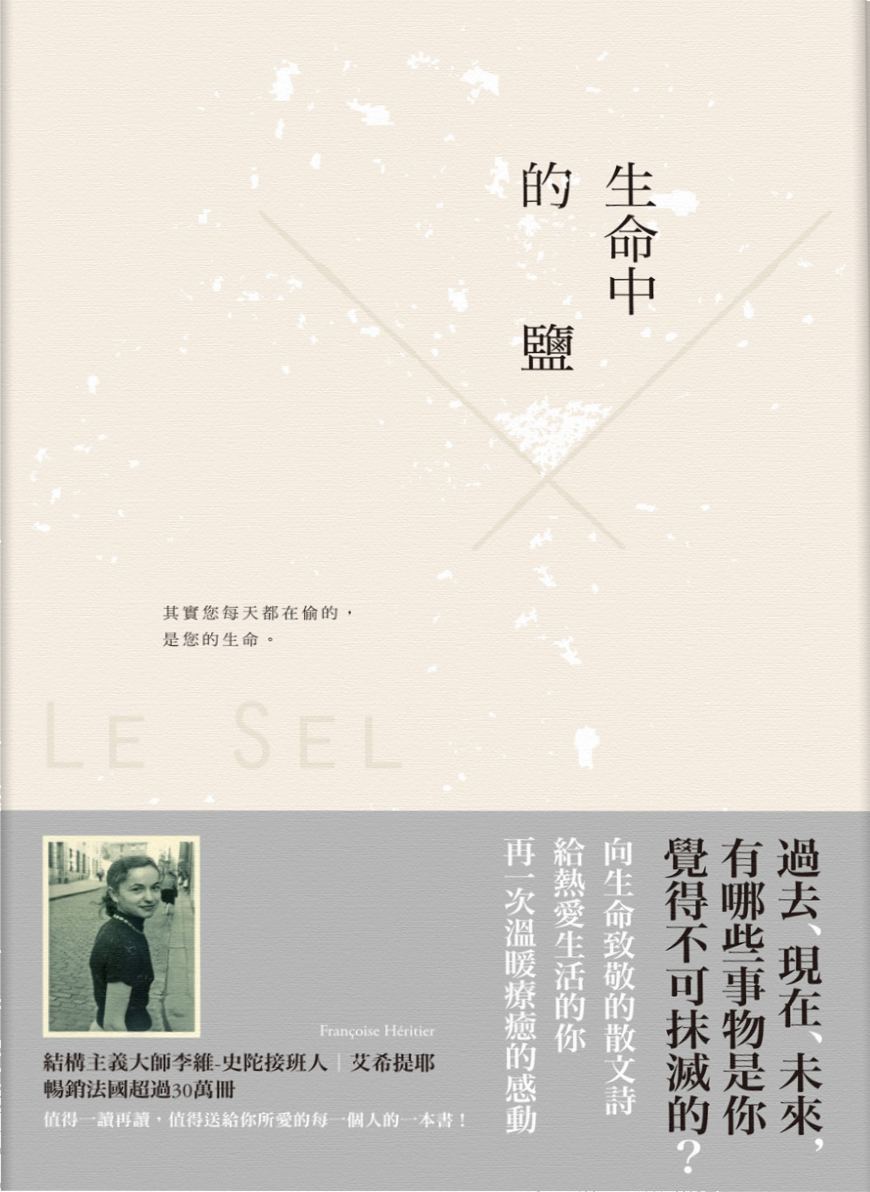 生命中
的 鹽
其實您每天都在偷的，
是您的生命。
LE SEL
過去、現在、未來，
有哪些事物是你
覺得不可抹滅的？
向生命致敬的散文詩
給熱愛生活的你
再一次溫暖療癒的感動
Françoise Héritier
結構主義大師李維-史陀接班人｜艾希提耶
暢銷法國超過30萬冊
值得一讀再讀，值得送給你所愛的每一個人的一本書！